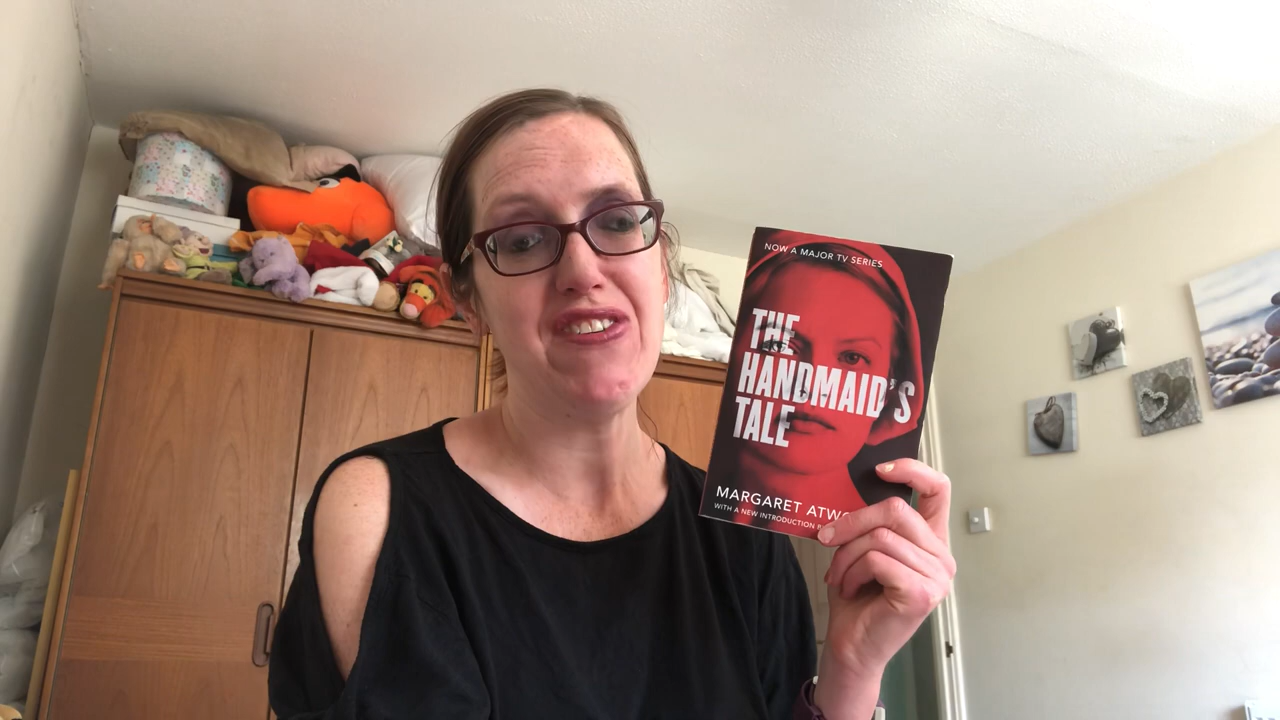 NOW A MAJOR TV SERIES
THE
HANDMAID'S
TALE
MARGARET
WITH A NEW INTRODUCTION